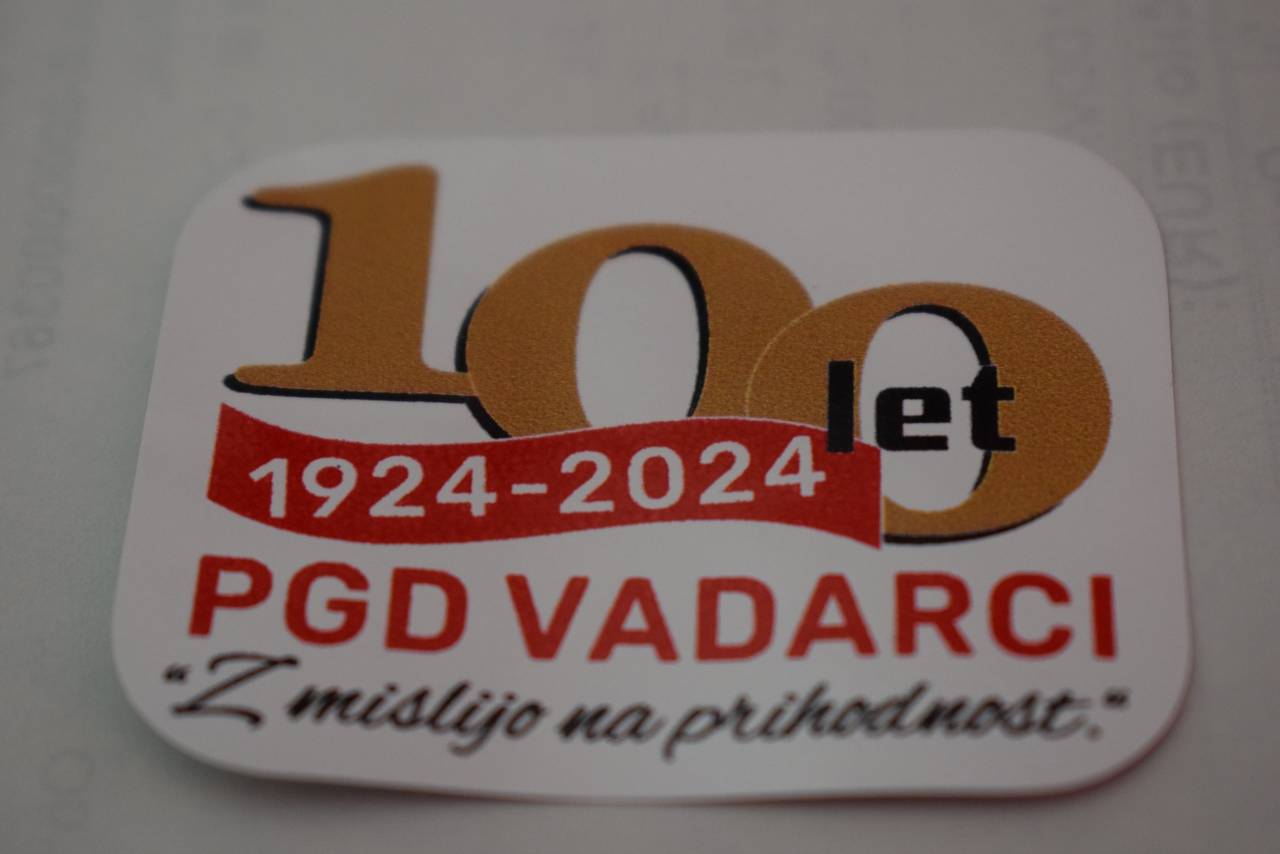 100
let
1924-2024
PGD VADARCI
“Z mislijo na prihodnost.“